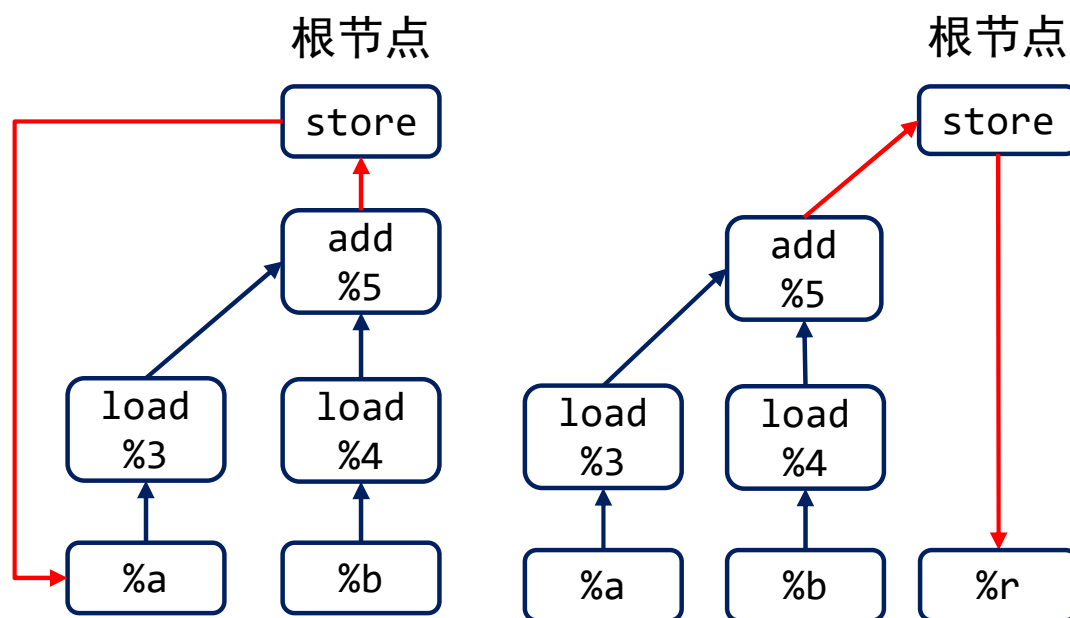 根节点
store
add
%5
load
%3
load
%4
%a
%b
根节点
store
add
%5
load
%3
load
%4
%a
%b
%r